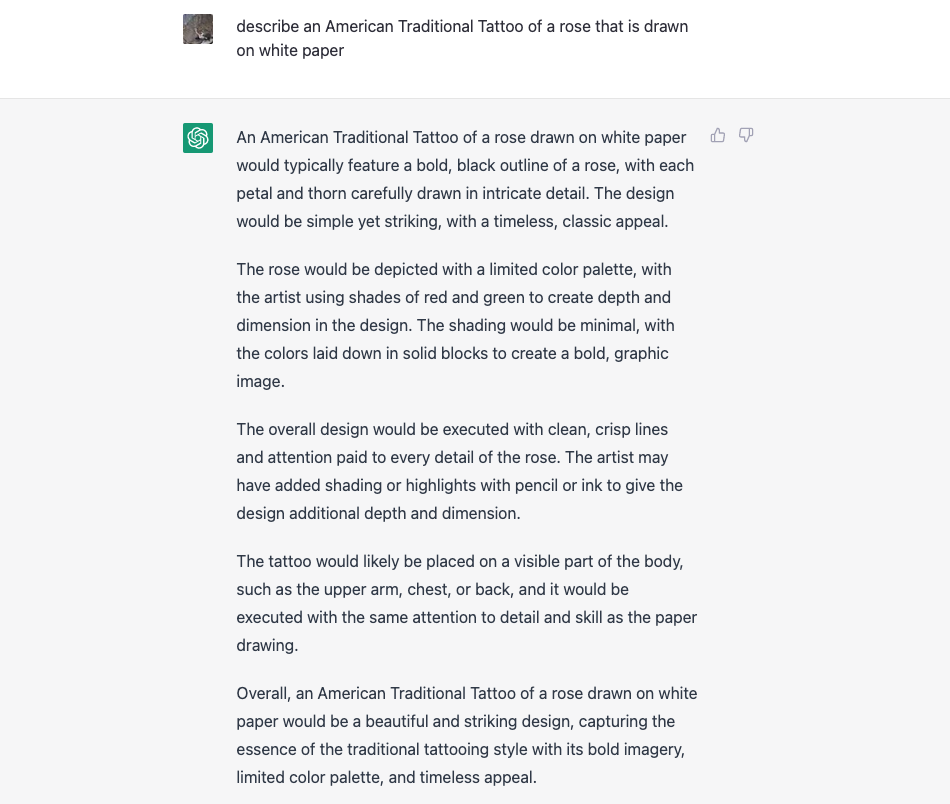 describe an American Traditional Tattoo of a rose that is drawn
on white paper
An American Traditional Tattoo of a rose drawn on white paper
would typically feature a bold, black outline of a rose, with each
petal and thorn carefully drawn in intricate detail. The design
would be simple yet striking, with a timeless, classic appeal.
The rose would be depicted with a limited color palette, with
the artist using shades of red and green to create depth and
dimension in the design. The shading would be minimal, with
the colors laid down in solid blocks to create a bold, graphic
image.
The overall design would be executed with clean, crisp lines
and attention paid to every detail of the rose. The artist may
have added shading or highlights with pencil or ink to give the
design additional depth and dimension.
The tattoo would likely be placed on a visible part of the body,
such as the upper arm, chest, or back, and it would be
executed with the same attention to detail and skill as the paper
drawing.
Overall, an American Traditional Tattoo of a rose drawn on white
paper would be a beautiful and striking design, capturing the
essence of the traditional tattooing style with its bold imagery,
limited color palette, and timeless appeal.